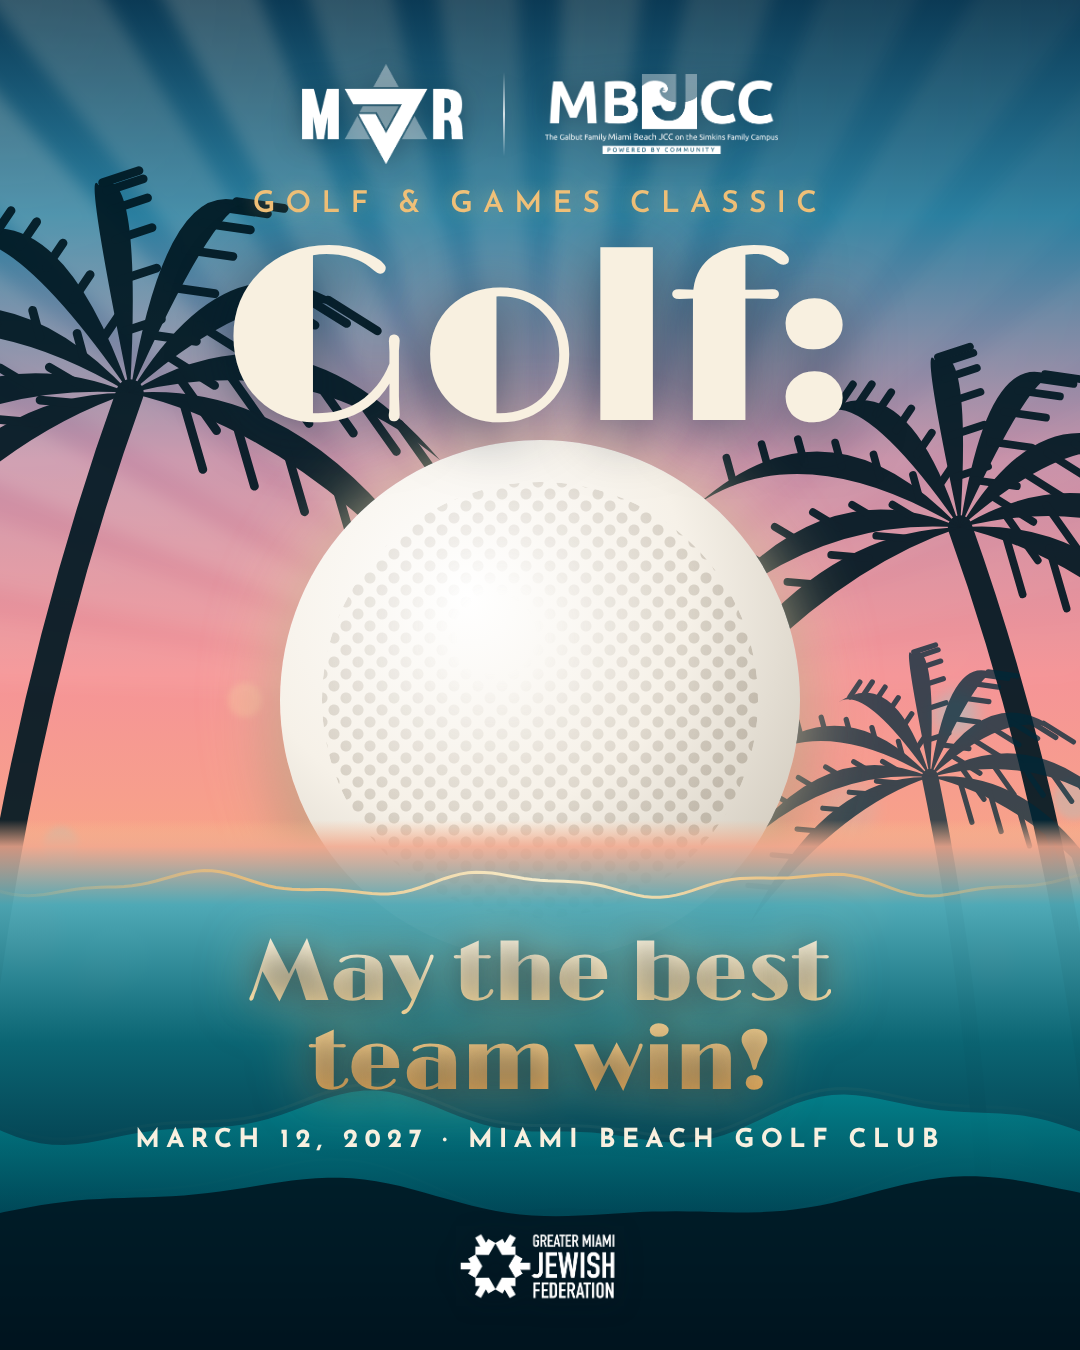 MAR
MBJCC
The Galbut Family Miami Beach JCC on the Simkins Family Campus
POWERED BY COMMUNITY
GOLF & GAMES CLASSIC
Golf:
May the best
team win!
MARCH 12, 2027 · MIAMI BEACH GOLF CLUB
GREATER MIAMI
JEWISH
FEDERATION